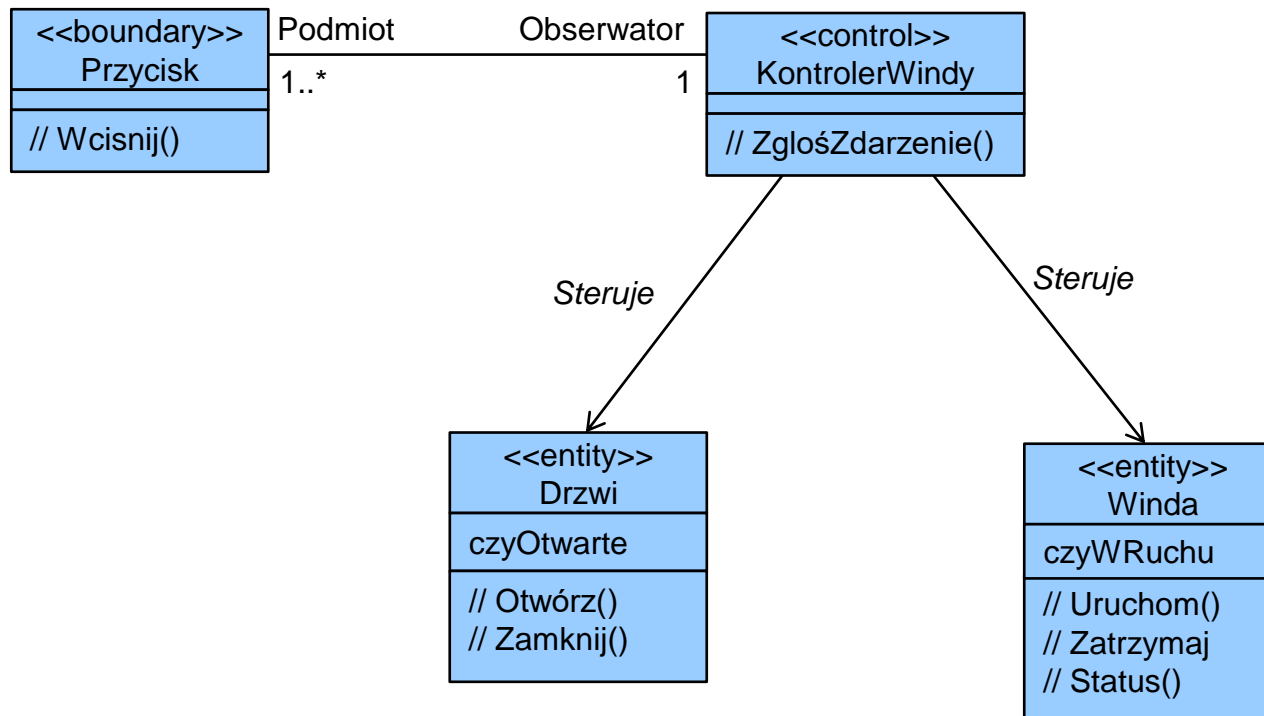 <<boundary>>
Przycisk
// Wcisnij()
Podmiot
Obserwator
1..*
1
<<control>>
KontrolerWindy
// ZgłośZdarzenie()
Steruje
Steruje
<<entity>>
Drzwi
czyOtwarte
// Otwórz()
// Zamknij()
<<entity>>
Winda
czyWRuchu
// Uruchom()
// Zatrzymaj
// Status()